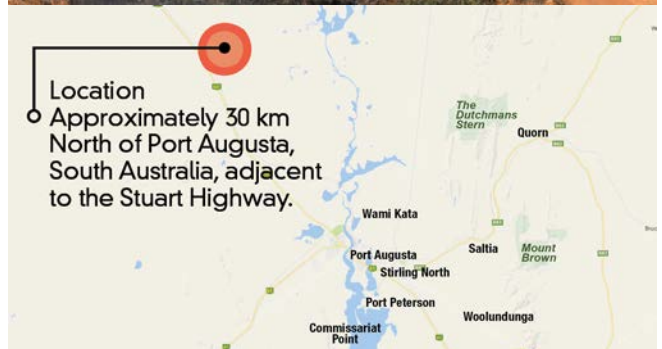 Location
Approximately 30 km
North of Port Augusta,
South Australia, adjacent
to the Stuart Highway.
The
Dutchmans
Stern
Quorn
Wami Kata
Port Augusta
Saltia
Mount
Brown
Stirling North
Port Peterson
Woolundunga
Commissariat
Point